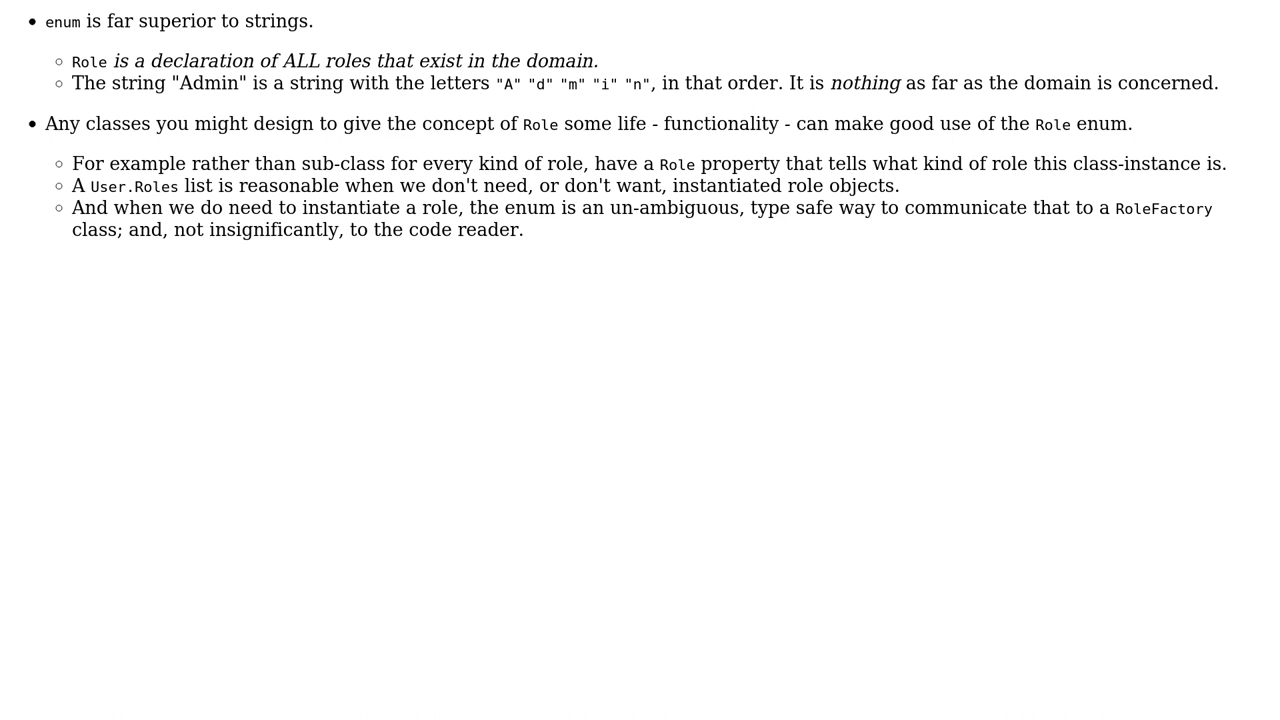 enum is far superior to strings.
Role is a declaration of ALL roles that exist in the domain.
The string "Admin" is a string with the letters "A" "d" "m" "i" "n", in that order. It is nothing as far as the domain is concerned.
Any classes you might design to give the concept of Role some life - functionality - can make good use of the Role enum.
For example rather than sub-class for every kind of role, have a Role property that tells what kind of role this class-instance is.
A User.Roles list is reasonable when we don't need, or don't want, instantiated role objects.
And when we do need to instantiate a role, the enum is an un-ambiguous, type safe way to communicate that to a RoleFactory
class; and, not insignificantly, to the code reader.